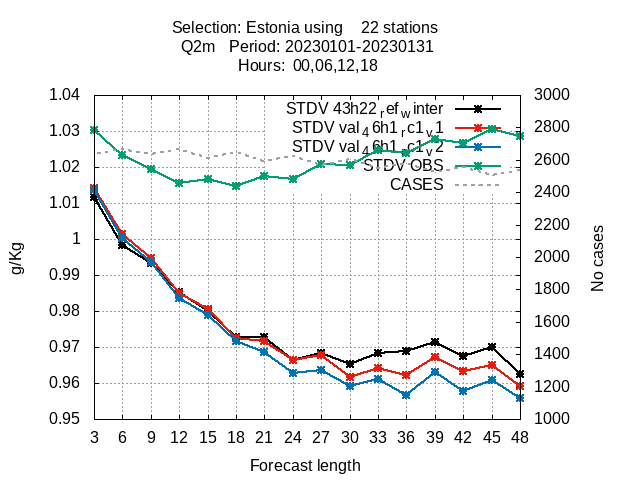 Selection: Estonia using 22 stations
Q2m Period: 20230101-20230131
Hours: 00,06,12,18
1.04
1.03
1.02
1.01
1
0.99
0.98
0.97
0.96
0.95
g/Kg
STDV 43h22refwinter
STDV val46h1rc1v1
STDV val46h1rc1v2
STDV OBS
CASES
3000
2800
2600
2400
2200
2000
1800
1600
1400
1200
1000
No cases
3 6 9 12 15 18 21 24 27 30 33 36 39 42 45 48
Forecast length